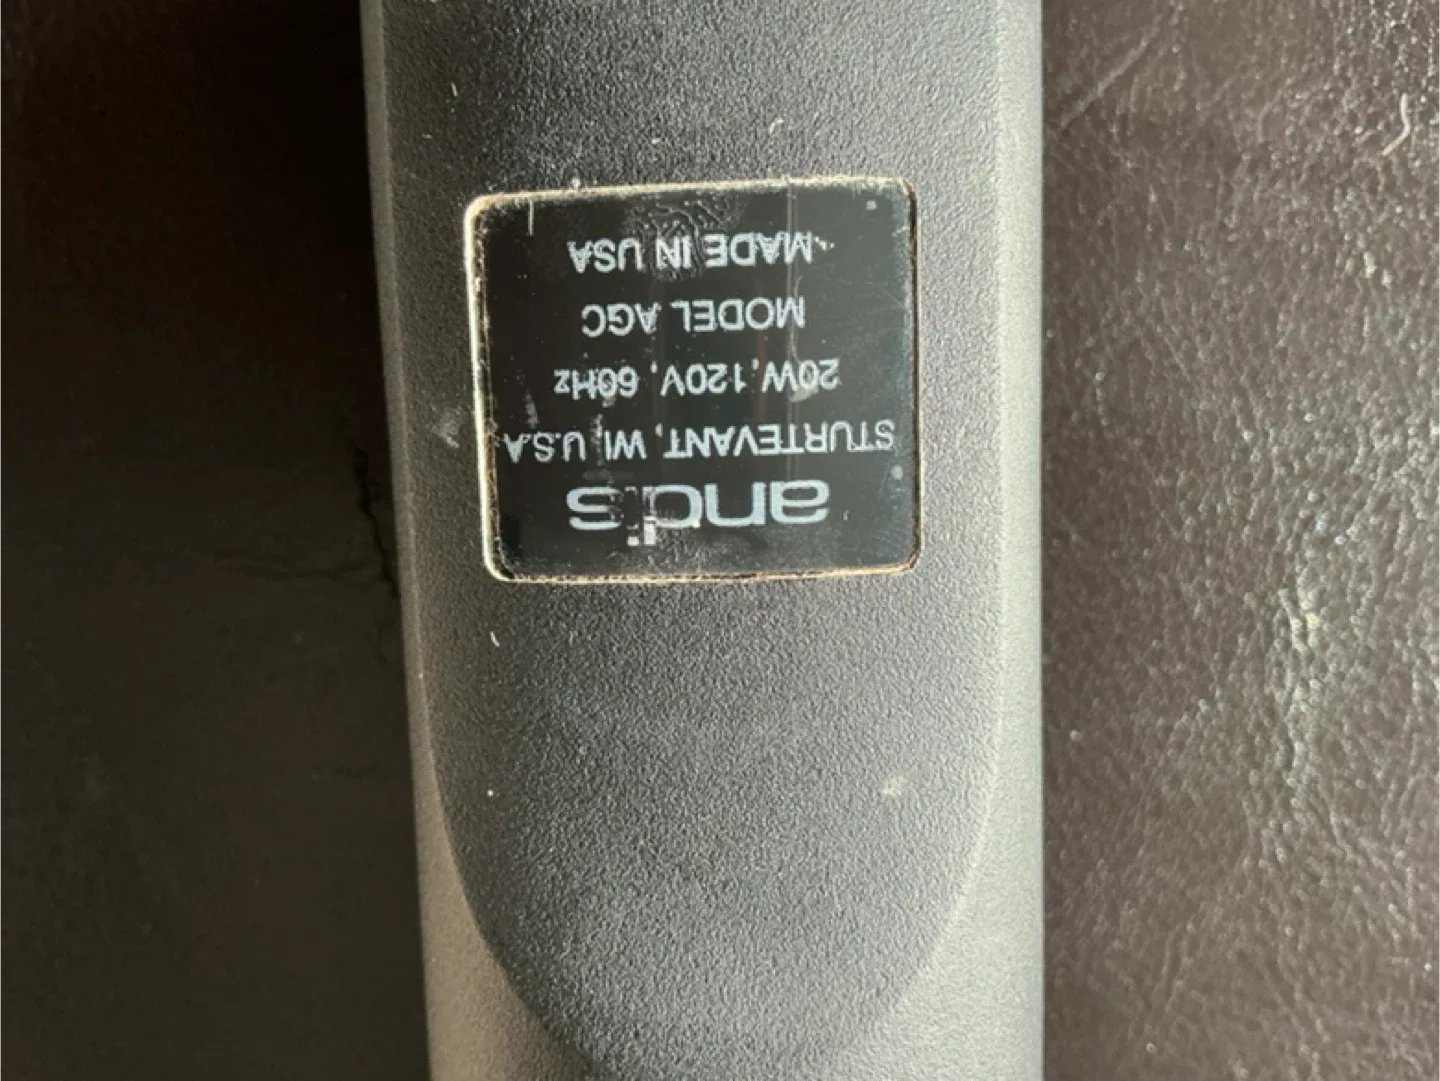 andis
STURTEVANT, WI, U.S.A
20W, 120V, 60Hz
MODEL AGC
MADE IN USA